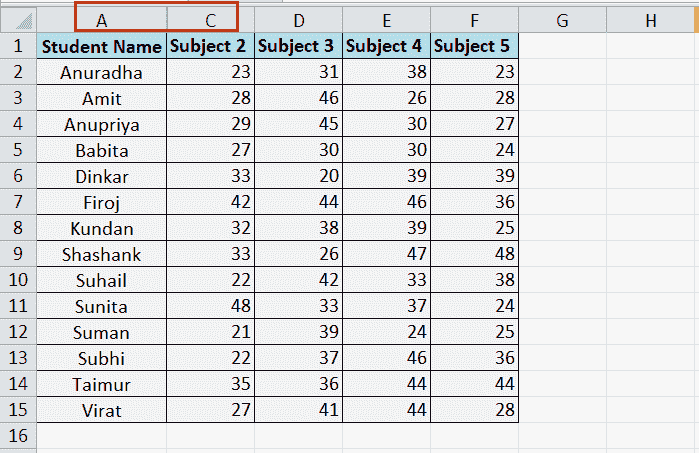 A C D E F G H
1 Student Name Subject 2 Subject 3 Subject 4 Subject 5
2 Anuradha 23 31 38 23
3 Amit 28 46 26 28
4 Anupriya 29 45 30 27
5 Babita 27 30 30 24
6 Dinkar 33 20 39 39
7 Firoj 42 44 46 36
8 Kundan 32 38 39 25
9 Shashank 33 26 47 48
10 Suhail 22 42 33 38
11 Sunita 48 33 37 24
12 Suman 21 39 24 25
13 Subhi 22 37 46 36
14 Taimur 35 36 44 44
15 Virat 27 41 44 28
16